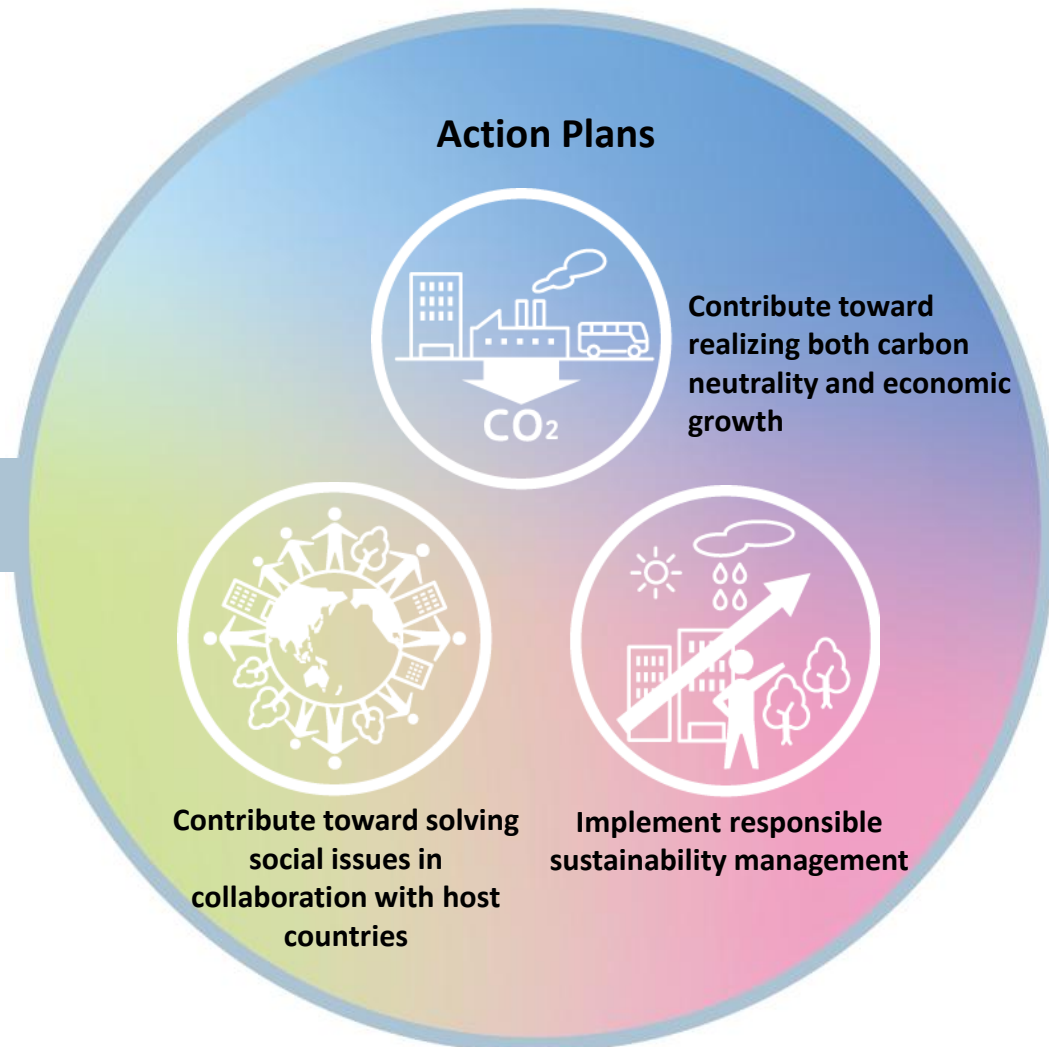 Action Plans
CO₂
Contribute toward
realizing both carbon
neutrality and economic
growth
Contribute toward solving
social issues in
collaboration with host
countries
Implement responsible
sustainability management